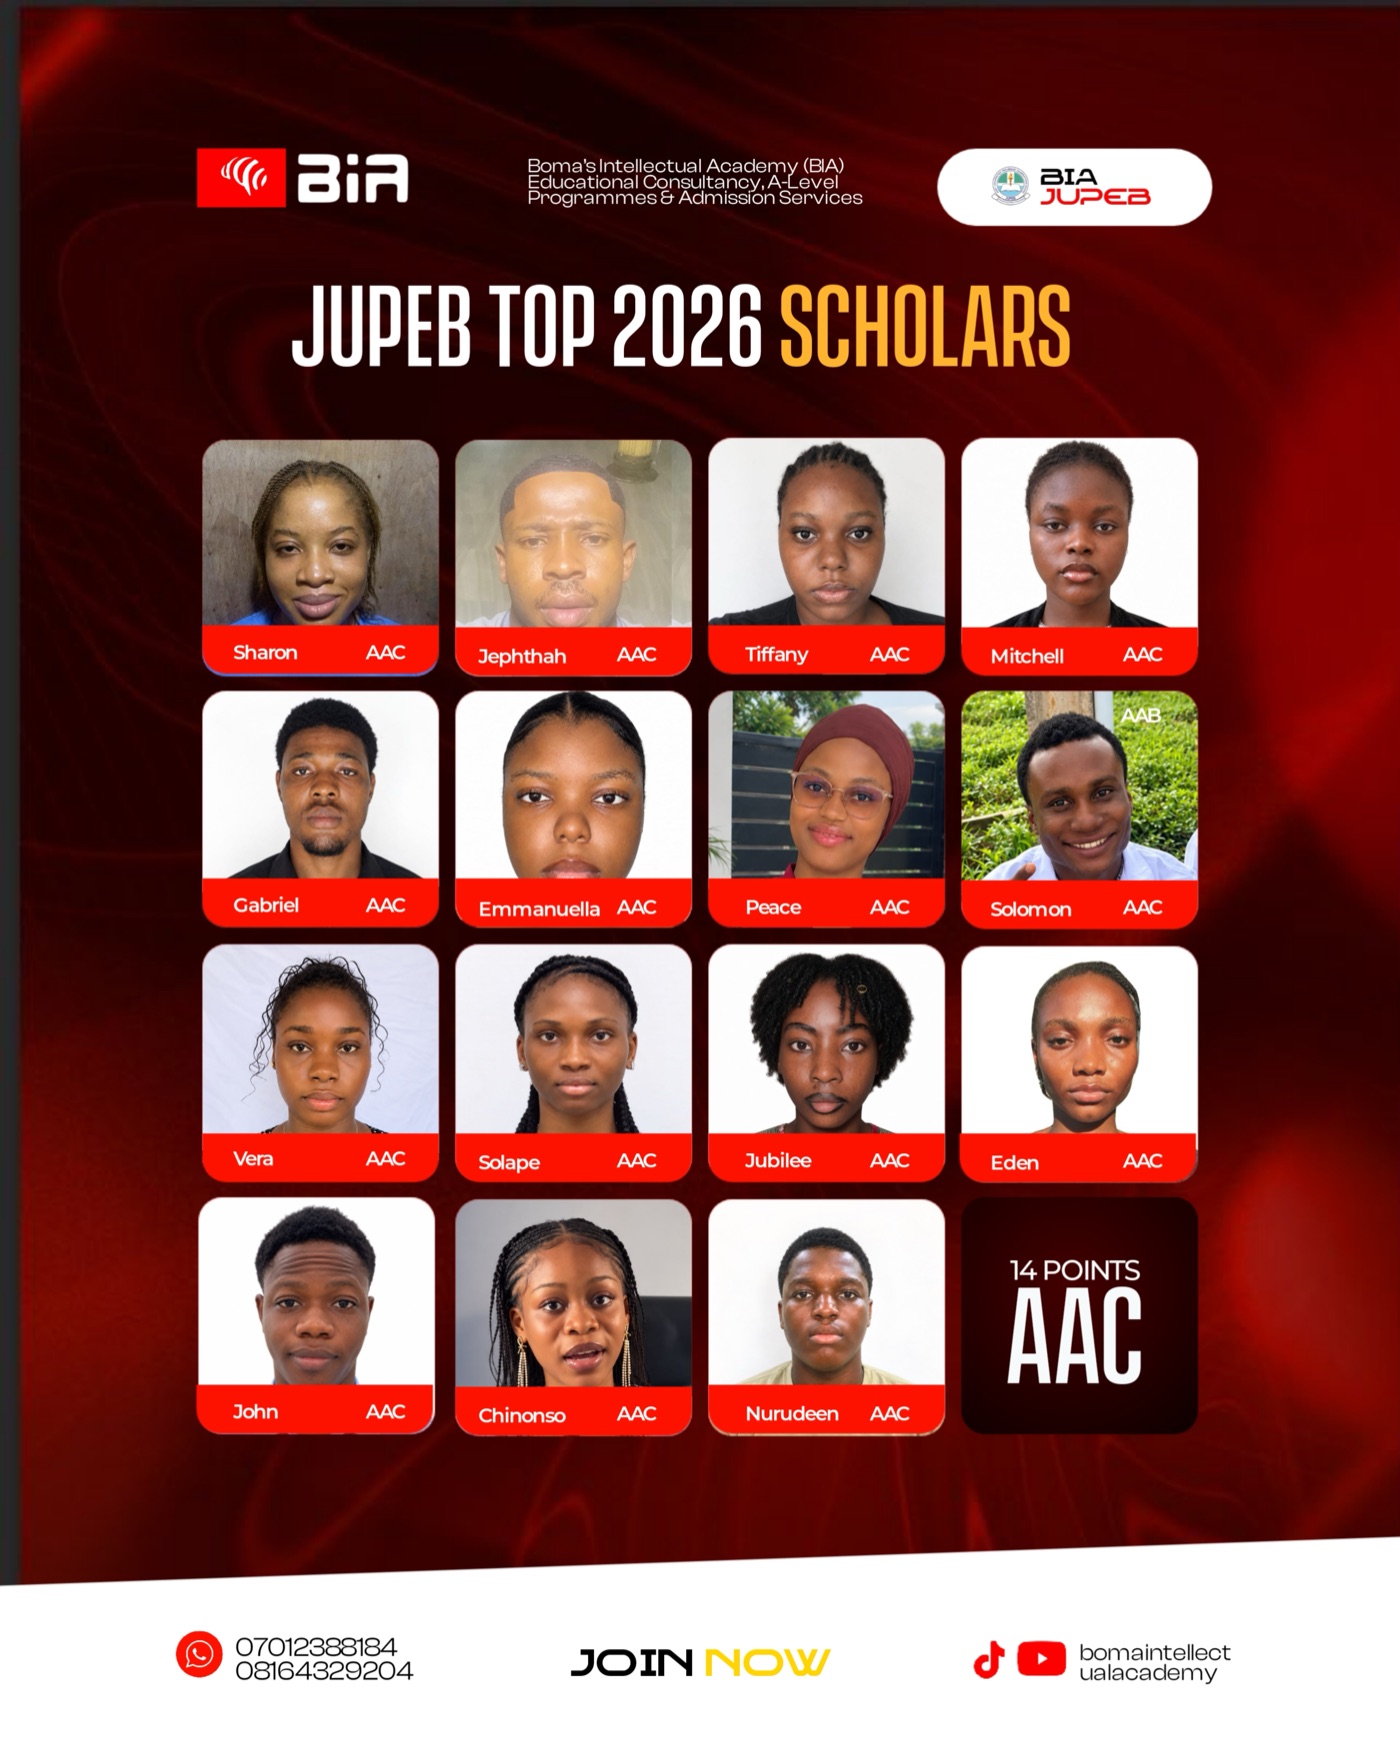 BiA
Boma's Intellectual Academy (BIA)
Educational Consultancy, A-Level
Programmes & Admission Services
BIA
JUPEB
JUPEB TOP 2026 SCHOLARS
Sharon AAC
Jephthah AAC
Tiffany AAC
Mitchell AAC
Gabriel AAC
Emmanuella AAC
Peace AAC
AAB
Solomon AAC
Vera AAC
Solape AAC
Jubilee AAC
Eden AAC
John AAC
Chinonso AAC
Nurudeen AAC
14 POINTS
AAC
07012388184
08164329204
JOIN NOW
bomaintellect
ualacademy